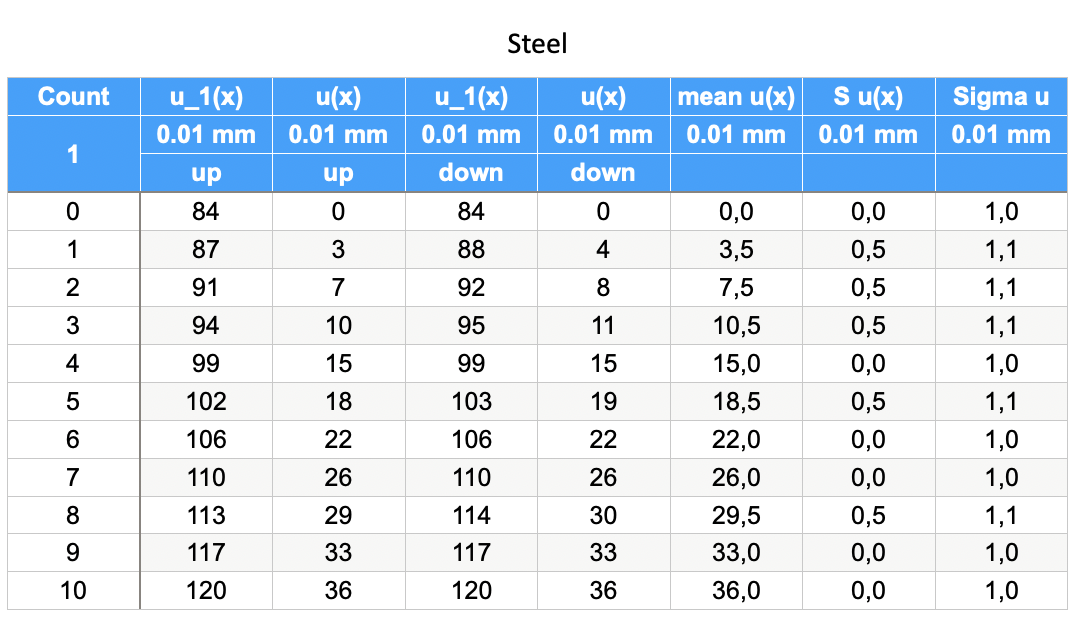 Steel
Count u_1(x) u(x) u_1(x) u(x) mean u(x) S u(x) Sigma u
1 0.01 mm 0.01 mm 0.01 mm 0.01 mm 0.01 mm 0.01 mm 0.01 mm
up up down down
0 84 0 84 0 0,0 0,0 1,0
1 87 3 88 4 3,5 0,5 1,1
2 91 7 92 8 7,5 0,5 1,1
3 94 10 95 11 10,5 0,5 1,1
4 99 15 99 15 15,0 0,0 1,0
5 102 18 103 19 18,5 0,5 1,1
6 106 22 106 22 22,0 0,0 1,0
7 110 26 110 26 26,0 0,0 1,0
8 113 29 114 30 29,5 0,5 1,1
9 117 33 117 33 33,0 0,0 1,0
10 120 36 120 36 36,0 0,0 1,0